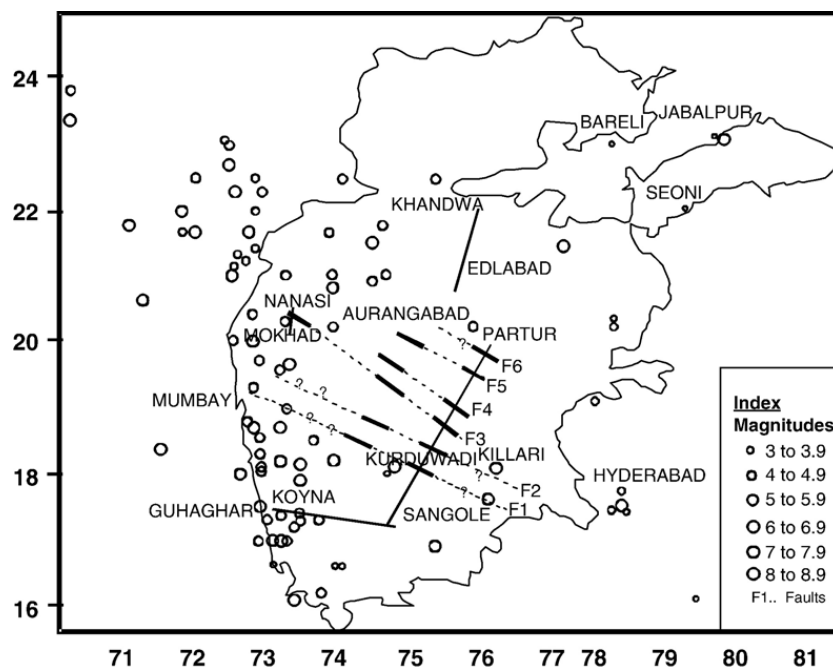 24
22
20
18
16
BARELI
JABALPUR
SEONI
KHANDWA
EDLABAD
NANASI
MOKHAD
AURANGABAD
PARTUR
?
F6
F5
F4
F3
MUMBAY
? ?
? ?
KURDUWADI
KILLARI
?
?
F2
F1
GUHAGHAR
KOYNA
SANGOLE
HYDERABAD
Index
Magnitudes
3 to 3.9
4 to 4.9
5 to 5.9
6 to 6.9
7 to 7.9
8 to 8.9
F1.. Faults
71 72 73 74 75 76 77 78 79 80 81